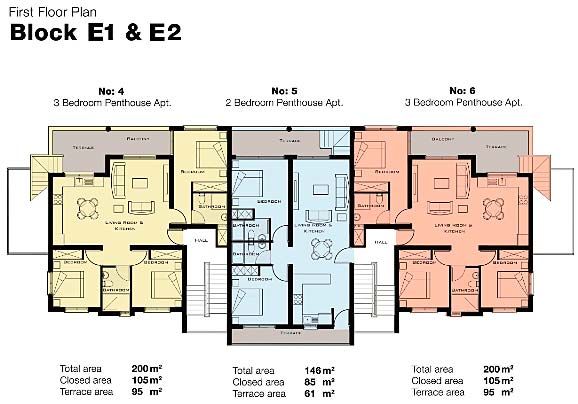 First Floor Plan
Block E1 & E2
No: 4
3 Bedroom Penthouse Apt.
No: 5
2 Bedroom Penthouse Apt.
No: 6
3 Bedroom Penthouse Apt.
Terrace
Balcony
Bedroom
Bathroom
Living Room & Kitchen
Hall
Bedroom
Bathroom
Bedroom
Terrace
Bedroom
Bathroom
Bathroom
Living Room & Kitchen
Bedroom
Terrace
Balcony
Terrace
Bedroom
Bathroom
Living Room & Kitchen
Hall
Bedroom
Bathroom
Bedroom
Total area 200 m²
Closed area 105 m²
Terrace area 95 m²
Total area 146 m²
Closed area 85 m²
Terrace area 61 m²
Total area 200 m²
Closed area 105 m²
Terrace area 95 m²